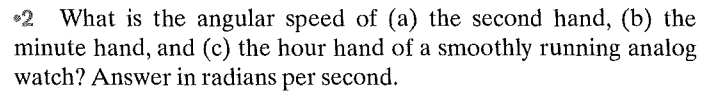 •2 What is the angular speed of (a) the second hand, (b) the
minute hand, and (c) the hour hand of a smoothly running analog
watch? Answer in radians per second.